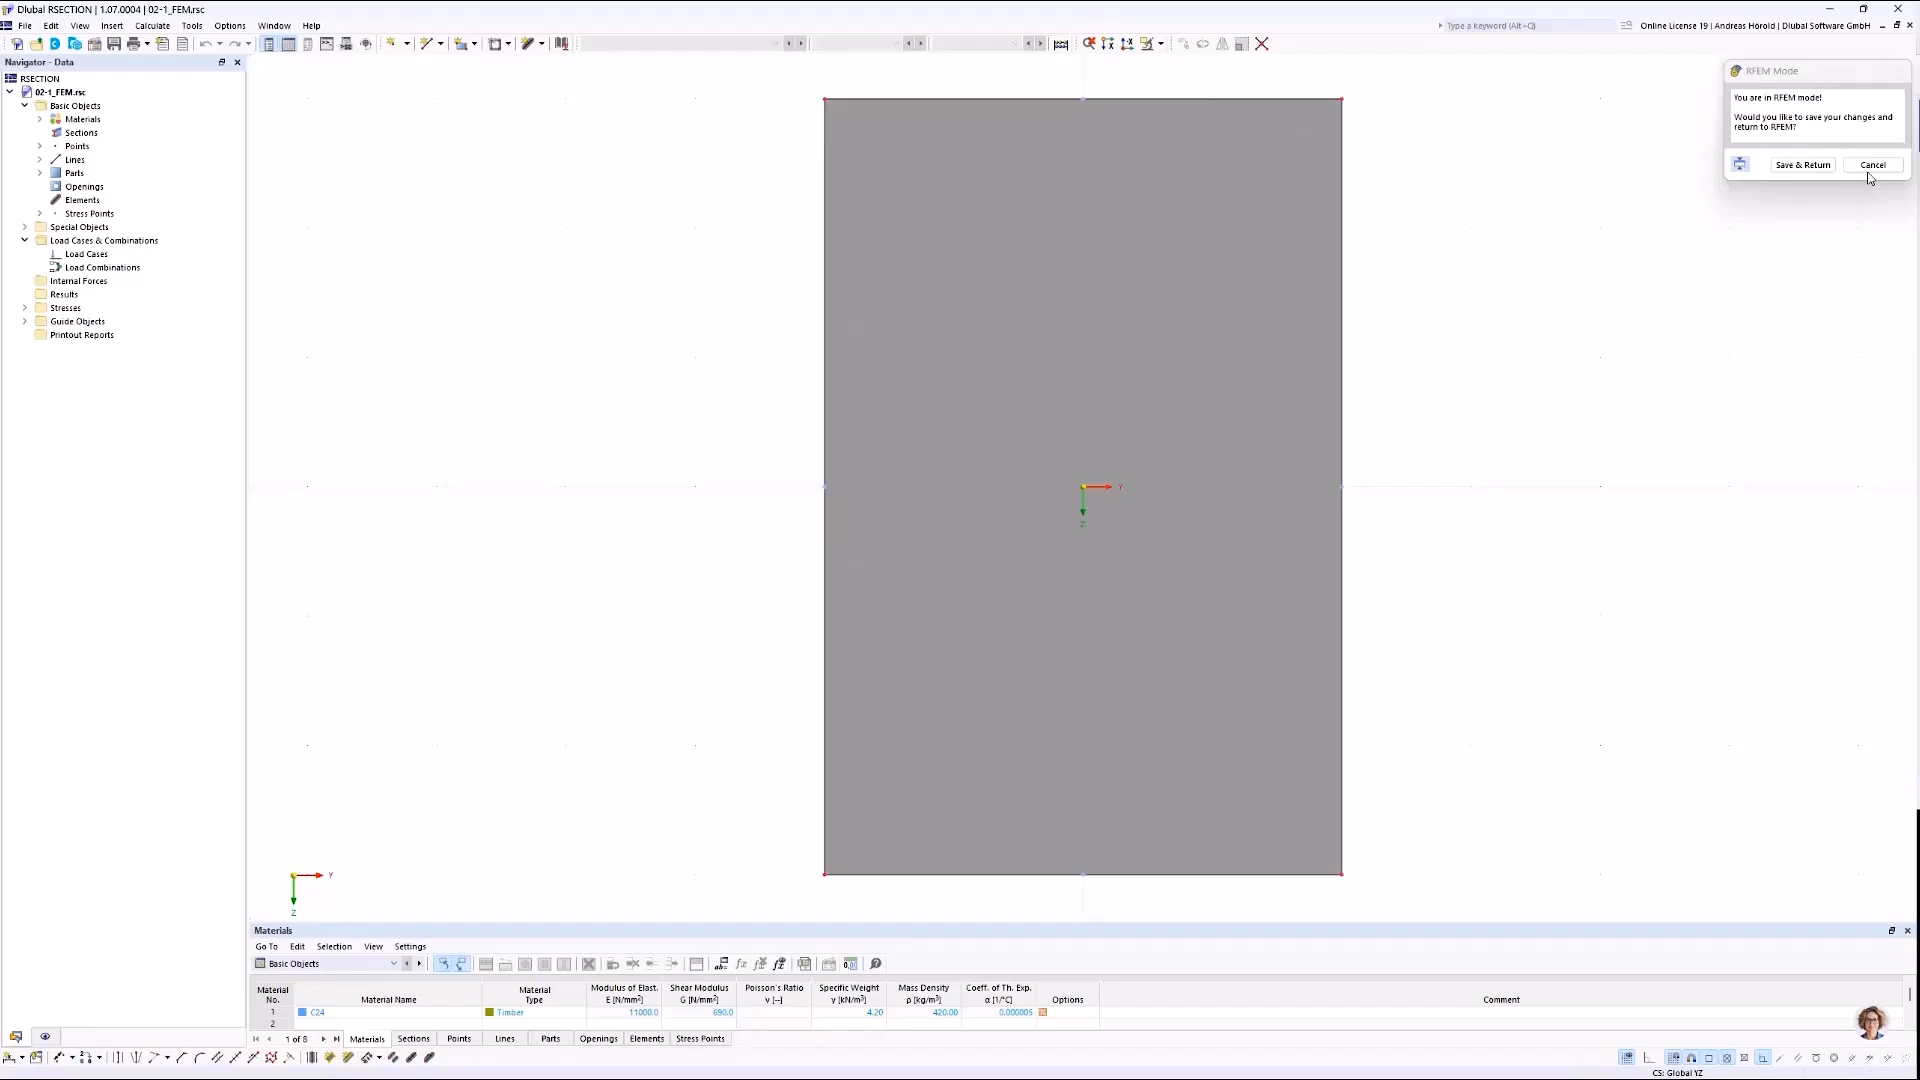 Dlubal RSECTION | 1.07.0004 | 02-1_FEM.rsc
File Edit View Insert Calculate Tools Options Window Help
Type a keyword (Alt+Q)
Online License 19 | Andreas Hörold | Dlubal Software GmbH
Navigator - Data
RSECTION
02-1_FEM.rsc
Basic Objects
Materials
Sections
Points
Lines
Parts
Openings
Elements
Stress Points
Special Objects
Load Cases & Combinations
Load Cases
Load Combinations
Internal Forces
Results
Stresses
Guide Objects
Printout Reports
RFEM Mode
You are in RFEM mode!
Would you like to save your changes and
return to RFEM?
Save & Return Cancel
Y
Z
Y
Z
Materials
Go To Edit Selection View Settings
Basic Objects
Material No. Material Name Material Type Modulus of Elast. E [N/mm²] Shear Modulus G [N/mm²] Poisson's Ratio ν [--] Specific Weight γ [kN/m³] Mass Density ρ [kg/m³] Coeff. of Th. Exp. α [1/°C] Options Comment
1 C24 Timber 11000.0 690.0 4.20 420.00 0.000005
2
1 of 8 Materials Sections Points Lines Parts Openings Elements Stress Points
CS: Global YZ